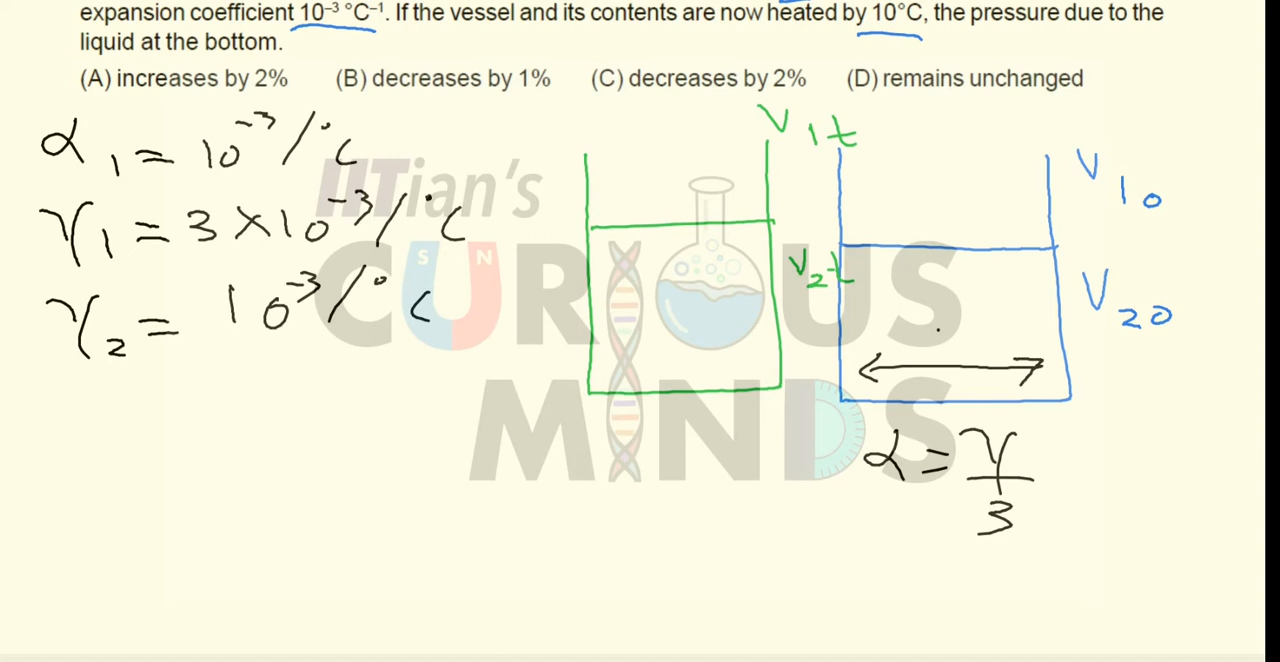 expansion coefficient 10⁻³ °C⁻¹. If the vessel and its contents are now heated by 10°C, the pressure due to the
liquid at the bottom.
(A) increases by 2% (B) decreases by 1% (C) decreases by 2% (D) remains unchanged
α₁ = 10⁻³/°C
γ₁ = 3×10⁻³/°C
γ₂ = 10⁻³/°C
V₁t
V₂t
V₁₀
V₂₀
α = γ/3
IITian's
CURIOUS
S N
MINDS